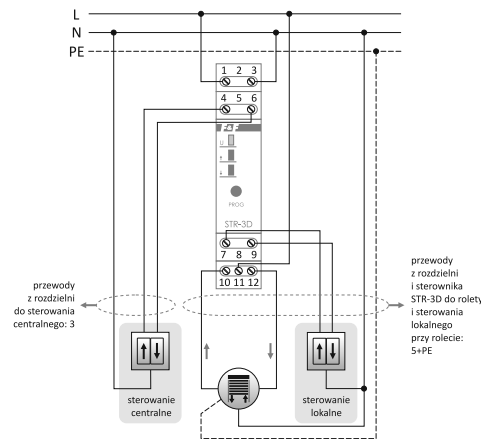 L
N
PE
1 2 3
4 5 6
U
PROG
STR-3D
7 8 9
10 11 12
przewody
z rozdzielni
do sterowania
centralnego: 3
przewody
z rozdzielni
i sterownika
STR-3D do rolety
i sterowania
lokalnego
przy rolecie:
5+PE
sterowanie
centralne
sterowanie
lokalne